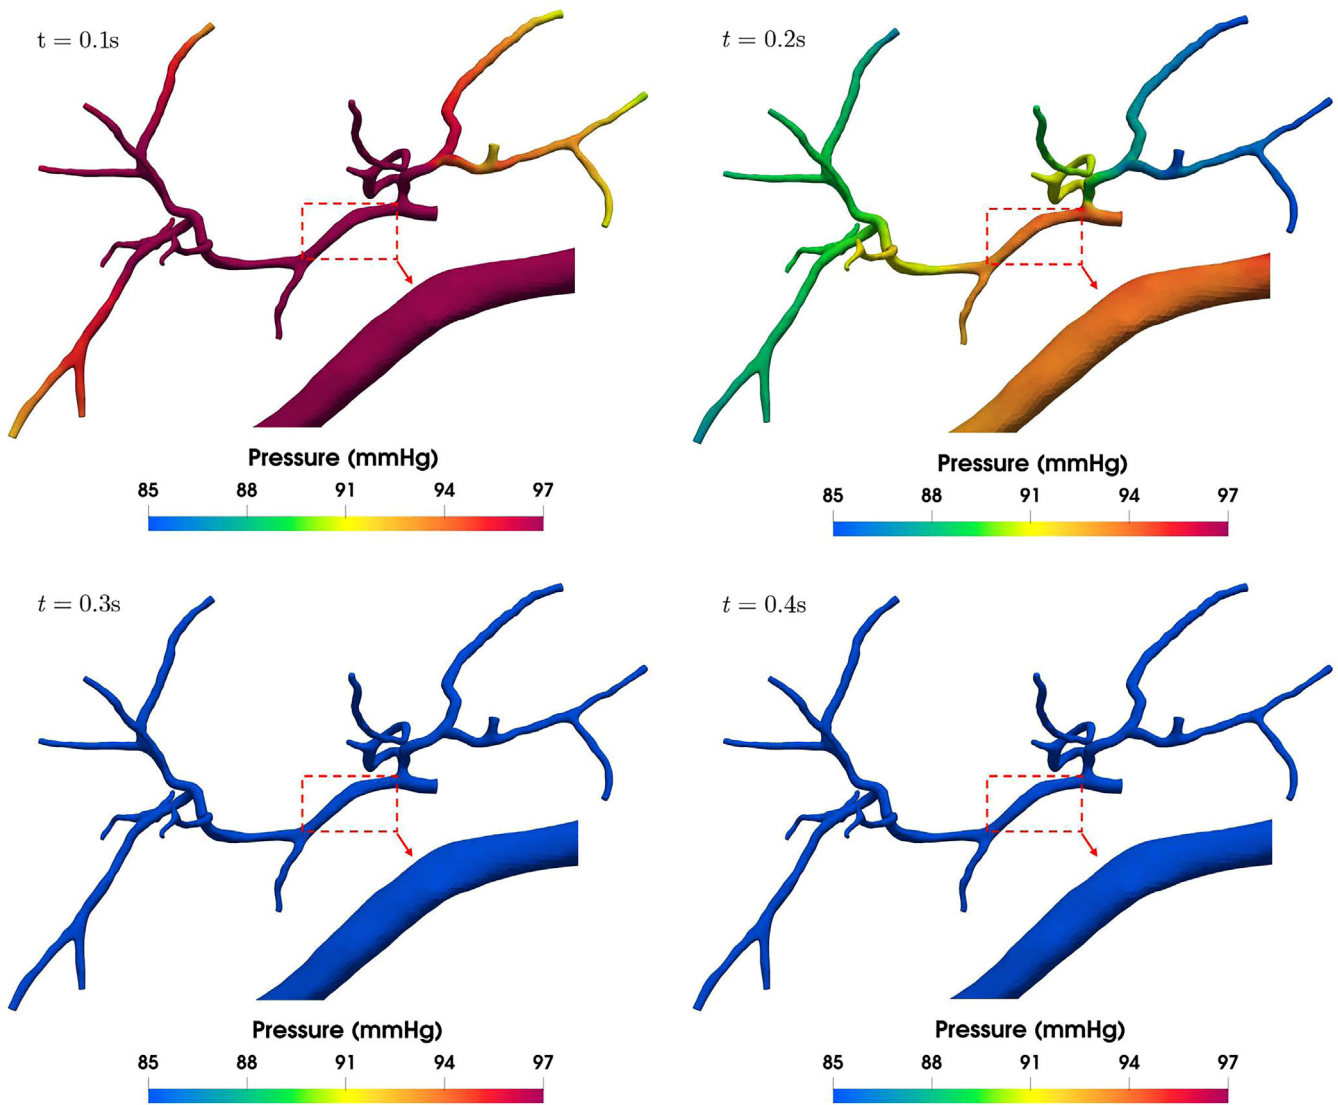 t = 0.1s
t = 0.2s
Pressure (mmHg)
85 88 91 94 97
Pressure (mmHg)
85 88 91 94 97
t = 0.3s
t = 0.4s
Pressure (mmHg)
85 88 91 94 97
Pressure (mmHg)
85 88 91 94 97